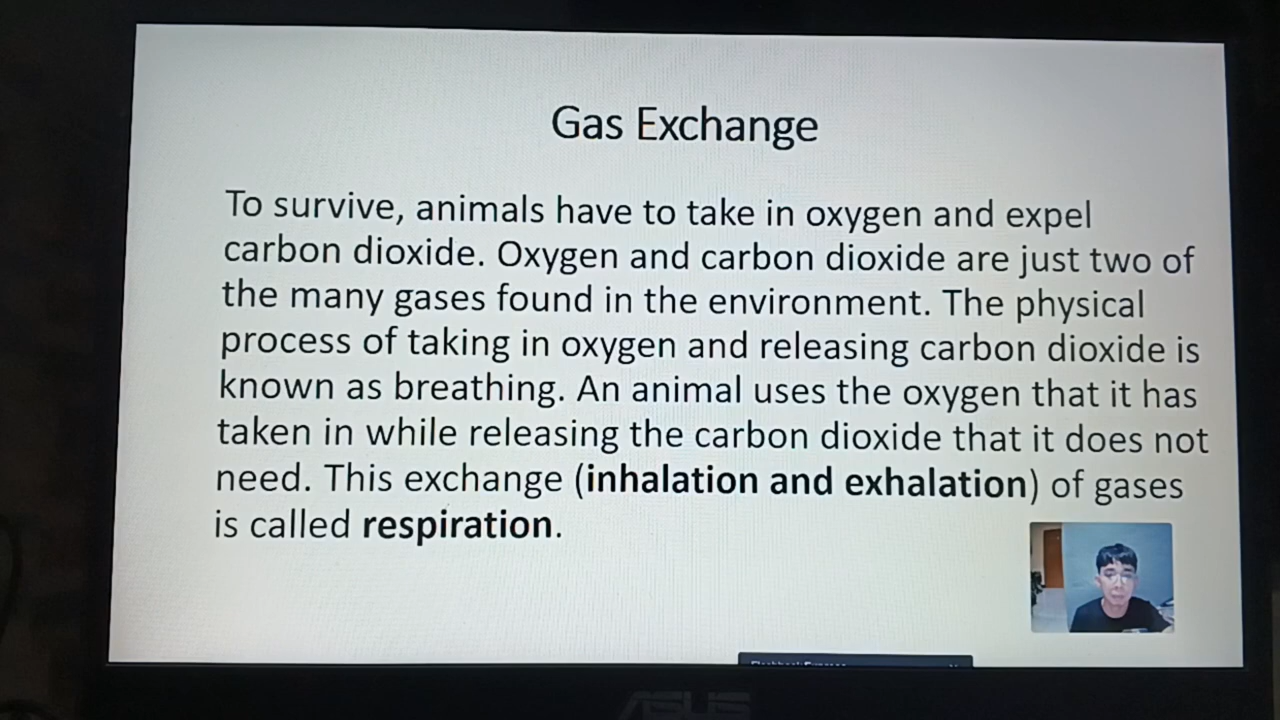 Gas Exchange
To survive, animals have to take in oxygen and expel
carbon dioxide. Oxygen and carbon dioxide are just two of
the many gases found in the environment. The physical
process of taking in oxygen and releasing carbon dioxide is
known as breathing. An animal uses the oxygen that it has
taken in while releasing the carbon dioxide that it does not
need. This exchange (inhalation and exhalation) of gases
is called respiration.
ASUS